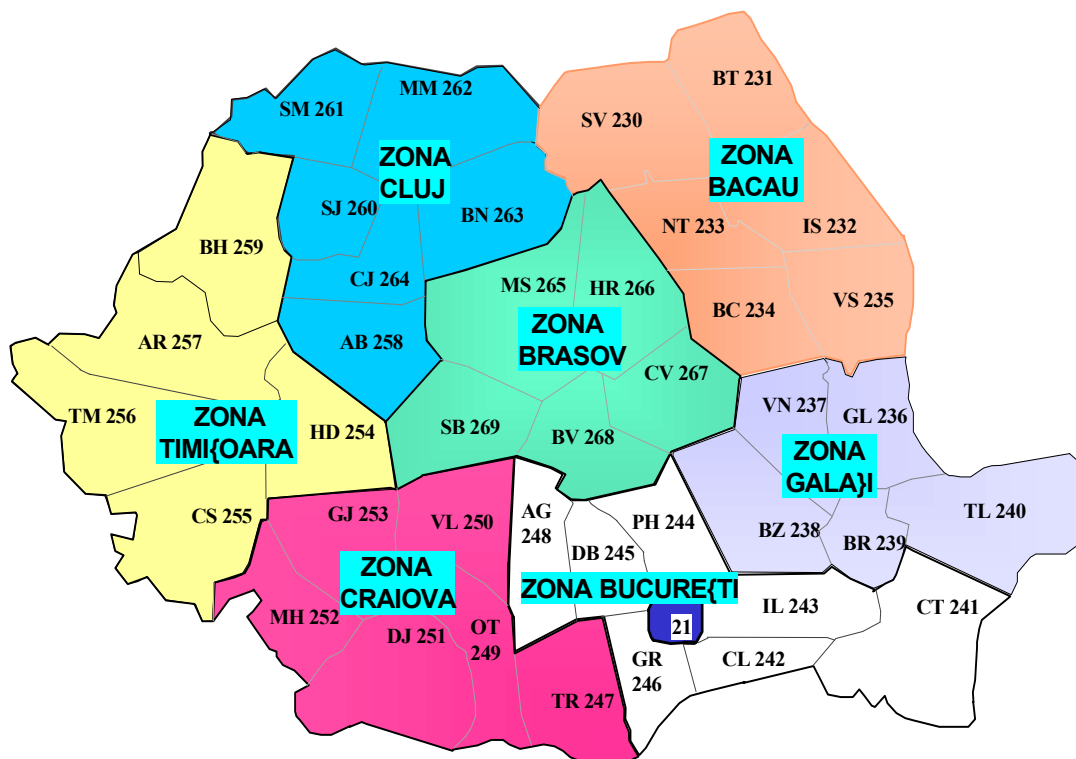 BT 231
MM 262
SM 261
SV 230
ZONA
CLUJ
ZONA
BACAU
SJ 260
BN 263
NT 233
IS 232
BH 259
CJ 264
MS 265
HR 266
BC 234
VS 235
AR 257
AB 258
ZONA
BRASOV
CV 267
TM 256
ZONA
TIMI{OARA
HD 254
SB 269
BV 268
VN 237
GL 236
ZONA
GALA}I
CS 255
GJ 253
VL 250
AG
248
PH 244
DB 245
BZ 238
BR 239
TL 240
ZONA
CRAIOVA
ZONA BUCURE{TI
MH 252
DJ 251
OT
249
21
IL 243
CT 241
GR
246
CL 242
TR 247